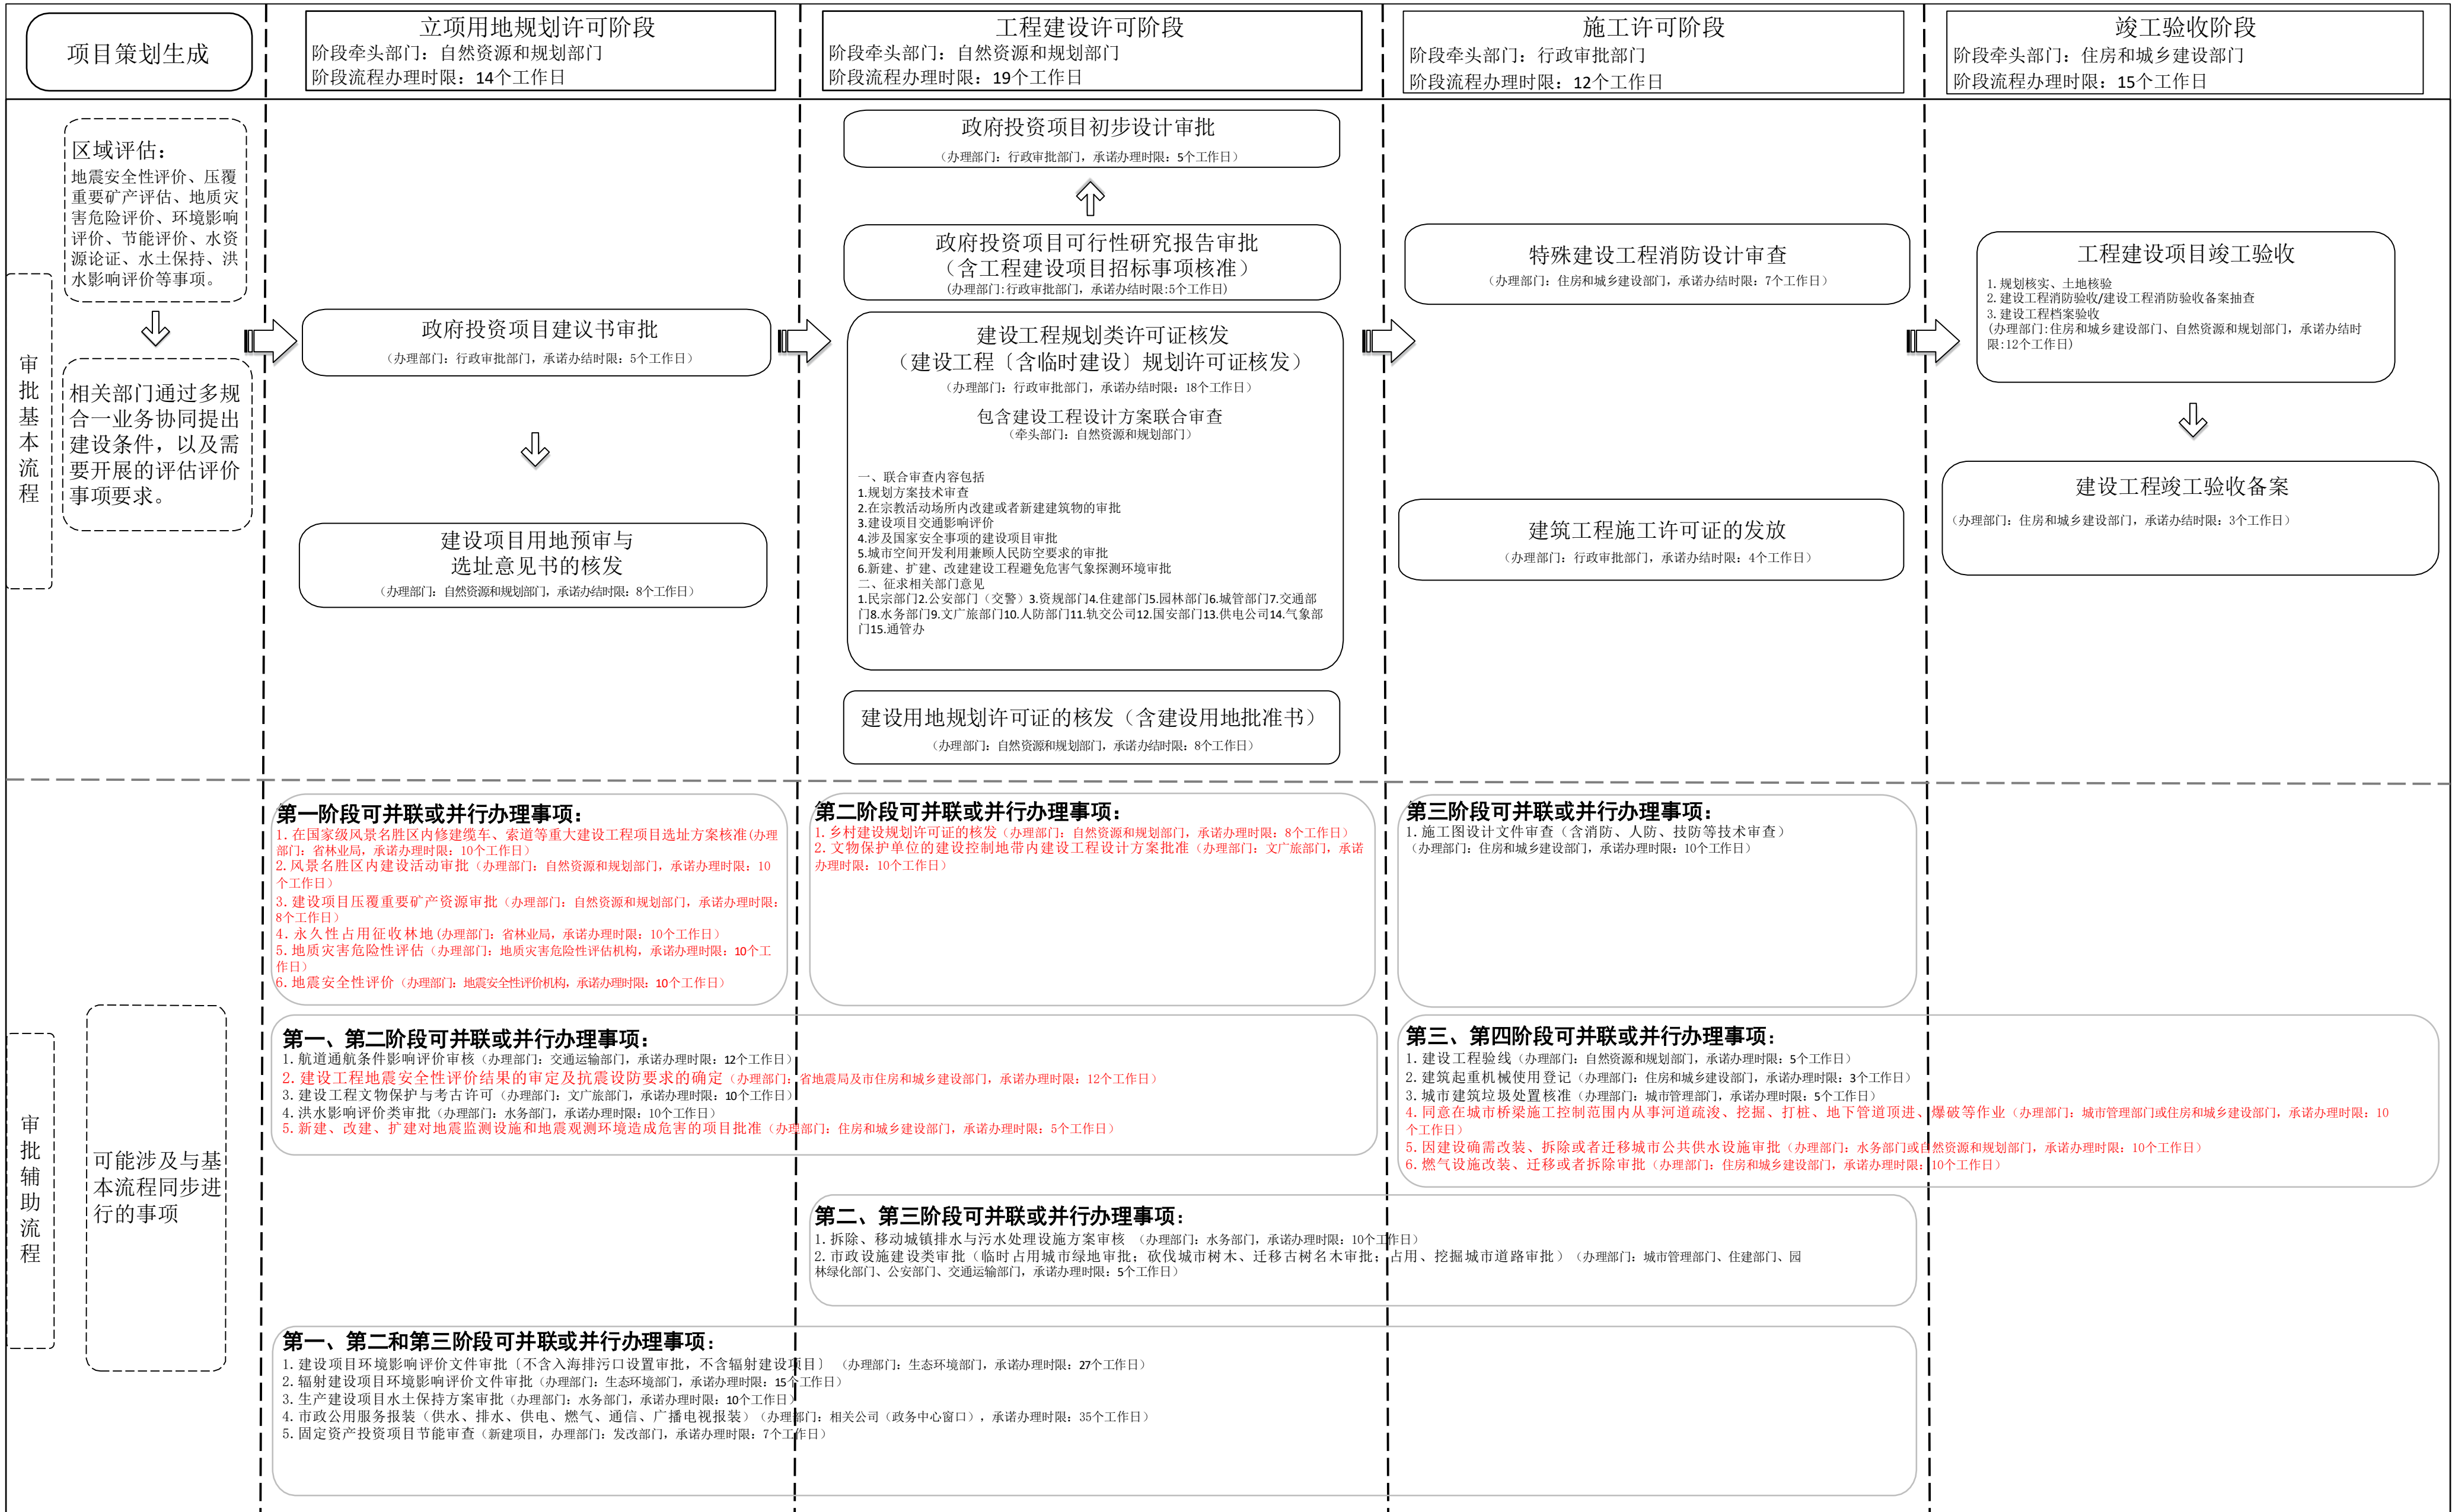 项目策划生成
立项用地规划许可阶段
阶段牵头部门：自然资源和规划部门
阶段流程办理时限：14个工作日
工程建设许可阶段
阶段牵头部门：自然资源和规划部门
阶段流程办理时限：19个工作日
施工许可阶段
阶段牵头部门：行政审批部门
阶段流程办理时限：12个工作日
竣工验收阶段
阶段牵头部门：住房和城乡建设部门
阶段流程办理时限：15个工作日
审批基本流程
区域评估：
地震安全性评价、压覆
重要矿产评估、地质灾
害危险评价、环境影响
评价、节能评价、水资
源论证、水土保持、洪
水影响评价等事项。
相关部门通过多规
合一业务协同提出
建设条件，以及需
要开展的评估评价
事项要求。
政府投资项目建议书审批
（办理部门：行政审批部门，承诺办结时限：5个工作日）
建设项目用地预审与
选址意见书的核发
（办理部门：自然资源和规划部门，承诺办结时限：8个工作日）
政府投资项目初步设计审批
（办理部门：行政审批部门，承诺办理时限：5个工作日）
政府投资项目可行性研究报告审批
（含工程建设项目招标事项核准）
(办理部门:行政审批部门，承诺办结时限:5个工作日)
建设工程规划类许可证核发
（建设工程〔含临时建设〕规划许可证核发）
（办理部门：行政审批部门，承诺办结时限：18个工作日）
包含建设工程设计方案联合审查
（牵头部门：自然资源和规划部门）
一、联合审查内容包括
1.规划方案技术审查
2.在宗教活动场所内改建或者新建建筑物的审批
3.建设项目交通影响评价
4.涉及国家安全事项的建设项目审批
5.城市空间开发利用兼顾人民防空要求的审批
6.新建、扩建、改建建设工程避免危害气象探测环境审批
二、征求相关部门意见
1.民宗部门2.公安部门（交警）3.资规部门4.住建部门5.园林部门6.城管部门7.交通部
门8.水务部门9.文广旅部门10.人防部门11.轨交公司12.国安部门13.供电公司14.气象部
门15.通管办
建设用地规划许可证的核发（含建设用地批准书）
（办理部门：自然资源和规划部门，承诺办结时限：8个工作日）
特殊建设工程消防设计审查
（办理部门：住房和城乡建设部门，承诺办结时限：7个工作日）
建筑工程施工许可证的发放
（办理部门：行政审批部门，承诺办结时限：4个工作日）
工程建设项目竣工验收
1.规划核实、土地核验
2.建设工程消防验收/建设工程消防验收备案抽查
3.建设工程档案验收
(办理部门:住房和城乡建设部门、自然资源和规划部门，承诺办结时
限:12个工作日)
建设工程竣工验收备案
（办理部门：住房和城乡建设部门，承诺办结时限：3个工作日）
审批辅助流程
可能涉及与基
本流程同步进
行的事项
第一阶段可并联或并行办理事项：
1.在国家级风景名胜区内修建缆车、索道等重大建设工程项目选址方案核准(办理
部门：省林业局，承诺办理时限：10个工作日）
2.风景名胜区内建设活动审批（办理部门：自然资源和规划部门，承诺办理时限：10
个工作日）
3.建设项目压覆重要矿产资源审批（办理部门：自然资源和规划部门，承诺办理时限：
8个工作日）
4.永久性占用征收林地(办理部门：省林业局，承诺办理时限：10个工作日）
5.地质灾害危险性评估（办理部门：地质灾害危险性评估机构，承诺办理时限：10个工
作日）
6.地震安全性评价（办理部门：地震安全性评价机构，承诺办理时限：10个工作日）
第二阶段可并联或并行办理事项：
1.乡村建设规划许可证的核发（办理部门：自然资源和规划部门，承诺办理时限：8个工作日）
2.文物保护单位的建设控制地带内建设工程设计方案批准（办理部门：文广旅部门，承诺
办理时限：10个工作日）
第三阶段可并联或并行办理事项：
1.施工图设计文件审查（含消防、人防、技防等技术审查）
（办理部门：住房和城乡建设部门，承诺办理时限：10个工作日）
第一、第二阶段可并联或并行办理事项：
1.航道通航条件影响评价审核（办理部门：交通运输部门，承诺办理时限：12个工作日）
2.建设工程地震安全性评价结果的审定及抗震设防要求的确定（办理部门：省地震局及市住房和城乡建设部门，承诺办理时限：12个工作日）
3.建设工程文物保护与考古许可（办理部门：文广旅部门，承诺办理时限：10个工作日）
4.洪水影响评价类审批（办理部门：水务部门，承诺办理时限：10个工作日）
5.新建、改建、扩建对地震监测设施和地震观测环境造成危害的项目批准（办理部门：住房和城乡建设部门，承诺办理时限：5个工作日）
第三、第四阶段可并联或并行办理事项：
1.建设工程验线（办理部门：自然资源和规划部门，承诺办理时限：5个工作日）
2.建筑起重机械使用登记（办理部门：住房和城乡建设部门，承诺办理时限：3个工作日）
3.城市建筑垃圾处置核准（办理部门：城市管理部门，承诺办理时限：5个工作日）
4.同意在城市桥梁施工控制范围内从事河道疏浚、挖掘、打桩、地下管道顶进、爆破等作业（办理部门：城市管理部门或住房和城乡建设部门，承诺办理时限：10
个工作日）
5.因建设确需改装、拆除或者迁移城市公共供水设施审批（办理部门：水务部门或自然资源和规划部门，承诺办理时限：10个工作日）
6.燃气设施改装、迁移或者拆除审批（办理部门：住房和城乡建设部门，承诺办理时限：10个工作日）
第二、第三阶段可并联或并行办理事项：
1.拆除、移动城镇排水与污水处理设施方案审核 （办理部门：水务部门，承诺办理时限：10个工作日）
2.市政设施建设类审批（临时占用城市绿地审批；砍伐城市树木、迁移古树名木审批；占用、挖掘城市道路审批）（办理部门：城市管理部门、住建部门、园
林绿化部门、公安部门、交通运输部门，承诺办理时限：5个工作日）
第一、第二和第三阶段可并联或并行办理事项：
1.建设项目环境影响评价文件审批〔不含入海排污口设置审批，不含辐射建设项目〕（办理部门：生态环境部门，承诺办理时限：27个工作日）
2.辐射建设项目环境影响评价文件审批（办理部门：生态环境部门，承诺办理时限：15个工作日）
3.生产建设项目水土保持方案审批（办理部门：水务部门，承诺办理时限：10个工作日）
4.市政公用服务报装（供水、排水、供电、燃气、通信、广播电视报装）（办理部门：相关公司（政务中心窗口），承诺办理时限：35个工作日）
5.固定资产投资项目节能审查（新建项目，办理部门：发改部门，承诺办理时限：7个工作日）